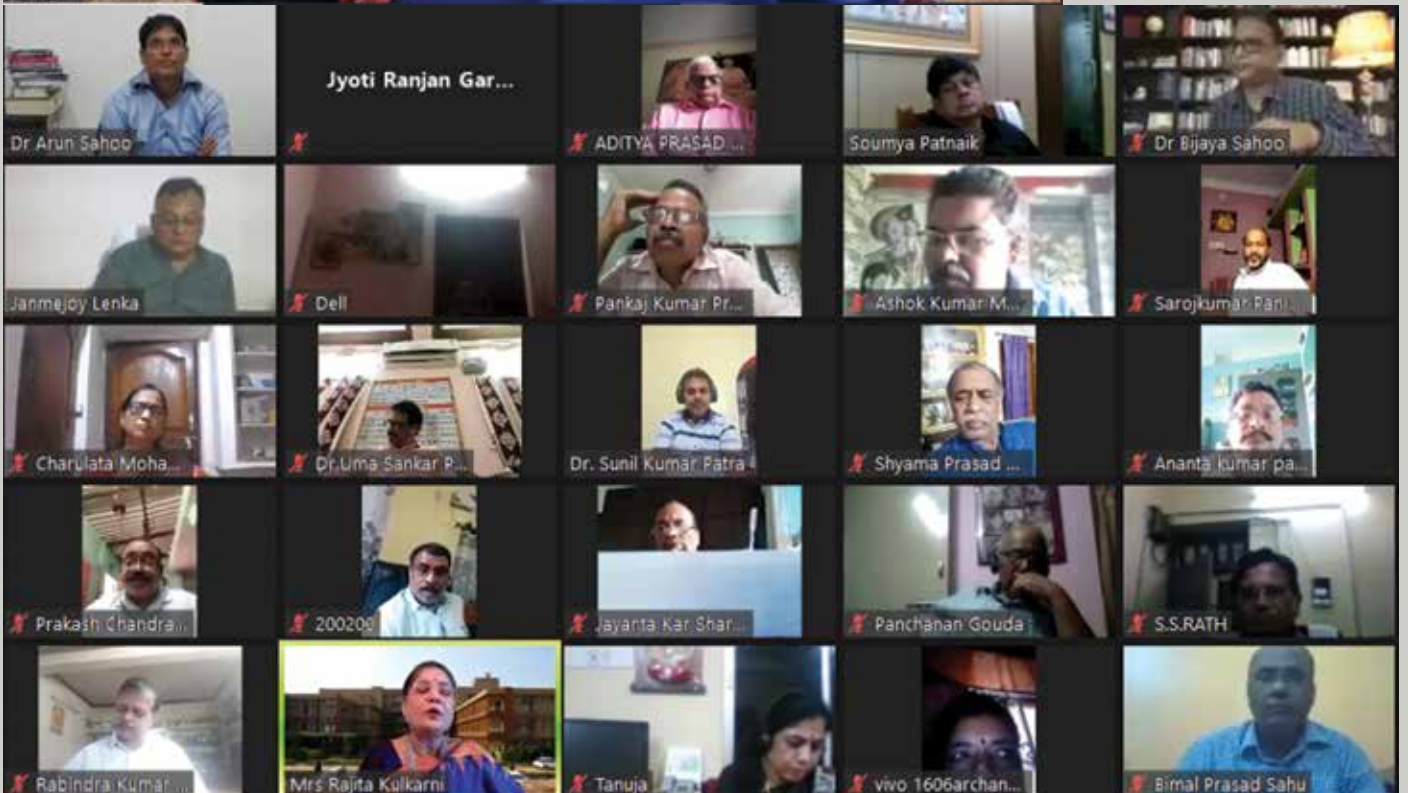 Dr Arun Sahoo
Jyoti Ranjan Gar...
ADITYA PRASAD ...
Soumya Patnaik
Dr Bijaya Sahoo
Janmejoy Lenka
Dell
Pankaj Kumar Pr...
Ashok Kumar M...
Sarojkumar Pani...
Charulata Moha...
Dr.Uma Sankar P...
Dr. Sunil Kumar Patra
Shyama Prasad ...
Ananta kumar pa...
Prakash Chandra...
200200
Jayanta Kar Shar...
Panchanan Gouda
S.S.RATH
Rabindra Kumar ...
Mrs Rajita Kulkarni
Tanuja
vivo 1606archan...
Bimal Prasad Sahu